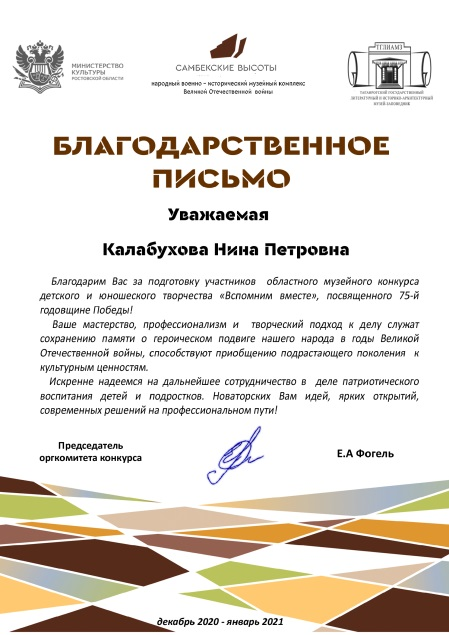 МИНИСТЕРСТВО
КУЛЬТУРЫ
РОСТОВСКОЙ ОБЛАСТИ
САМБЕКСКИЕ ВЫСОТЫ
народный военно – исторический музейный комплекс
Великой Отечественной войны
ТГЛИАМЗ
ТАГАНРОГСКИЙ ГОСУДАРСТВЕННЫЙ
ЛИТЕРАТУРНЫЙ И ИСТОРИКО-АРХИТЕКТУРНЫЙ
МУЗЕЙ-ЗАПОВЕДНИК
БЛАГОДАРСТВЕННОЕ
ПИСЬМО
Уважаемая
Калабухова Нина Петровна
Благодарим Вас за подготовку участников областного музейного конкурса
детского и юношеского творчества «Вспомним вместе», посвященного 75-й
годовщине Победы!
Ваше мастерство, профессионализм и творческий подход к делу служат
сохранению памяти о героическом подвиге нашего народа в годы Великой
Отечественной войны, способствуют приобщению подрастающего поколения к
культурным ценностям.
Искренне надеемся на дальнейшее сотрудничество в деле патриотического
воспитания детей и подростков. Новаторских Вам идей, ярких открытий,
современных решений на профессиональном пути!
Председатель
оргкомитета конкурса
Е.А Фогель
декабрь 2020 - январь 2021